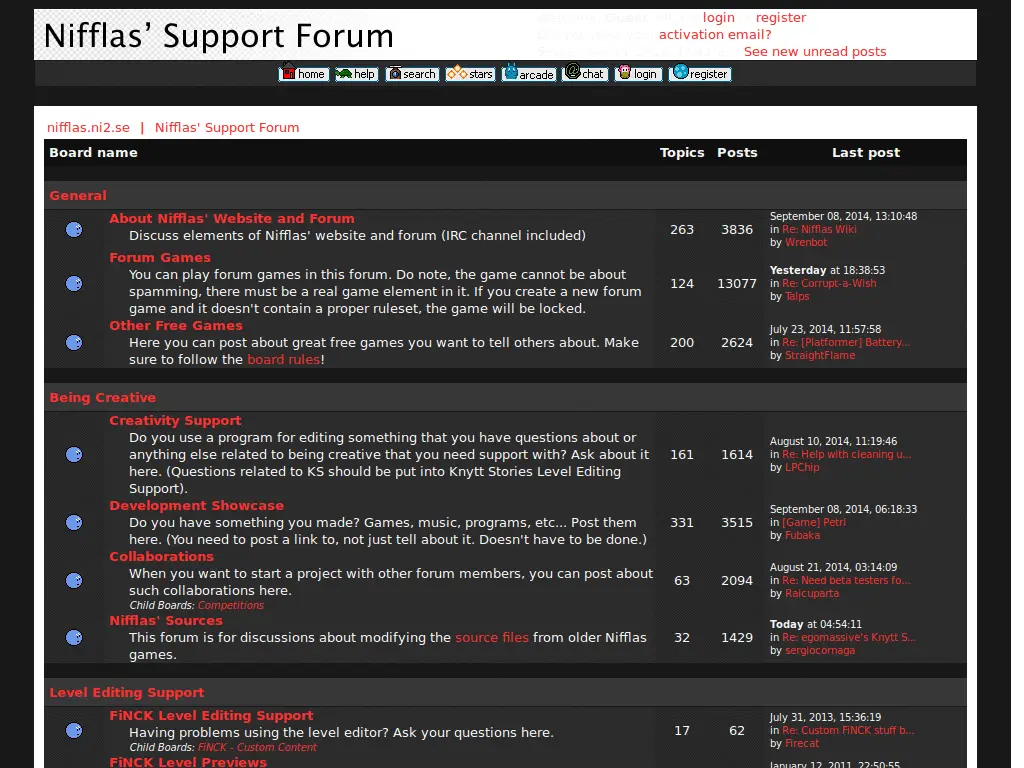 Nifflas' Support Forum
login register
activation email?
See new unread posts
home help search stars arcade chat login register
nifflas.ni2.se | Nifflas' Support Forum
Board name Topics Posts Last post
General
About Nifflas' Website and Forum
Discuss elements of Nifflas' website and forum (IRC channel included)
263 3836
September 08, 2014, 13:10:48
in Re: Nifflas Wiki
by Wrenbot
Forum Games
You can play forum games in this forum. Do note, the game cannot be about
spamming, there must be a real game element in it. If you create a new forum
game and it doesn't contain a proper ruleset, the game will be locked.
124 13077
Yesterday at 18:38:53
in Re: Corrupt-a-Wish
by Talps
Other Free Games
Here you can post about great free games you want to tell others about. Make
sure to follow the board rules!
200 2624
July 23, 2014, 11:57:58
in Re: [Platformer] Battery...
by StraightFlame
Being Creative
Creativity Support
Do you use a program for editing something that you have questions about or
anything else related to being creative that you need support with? Ask about it
here. (Questions related to KS should be put into Knytt Stories Level Editing
Support).
161 1614
August 10, 2014, 11:19:46
in Re: Help with cleaning u...
by LPChip
Development Showcase
Do you have something you made? Games, music, programs, etc... Post them
here. (You need to post a link to, not just tell about it. Doesn't have to be done.)
331 3515
September 08, 2014, 06:18:33
in [Game] Petri
by Fubaka
Collaborations
When you want to start a project with other forum members, you can post about
such collaborations here.
Child Boards: Competitions
63 2094
August 21, 2014, 03:14:09
in Re: Need beta testers fo...
by Raicuparta
Nifflas' Sources
This forum is for discussions about modifying the source files from older Nifflas
games.
32 1429
Today at 04:54:11
in Re: egomassive's Knytt S...
by sergiocornaga
Level Editing Support
FiNCK Level Editing Support
Having problems using the level editor? Ask your questions here.
Child Boards: FiNCK - Custom Content
17 62
July 31, 2013, 15:36:19
in Re: Custom FiNCK stuff b...
by Firecat
FiNCK Level Previews
January 12, 2011, 22:50:55